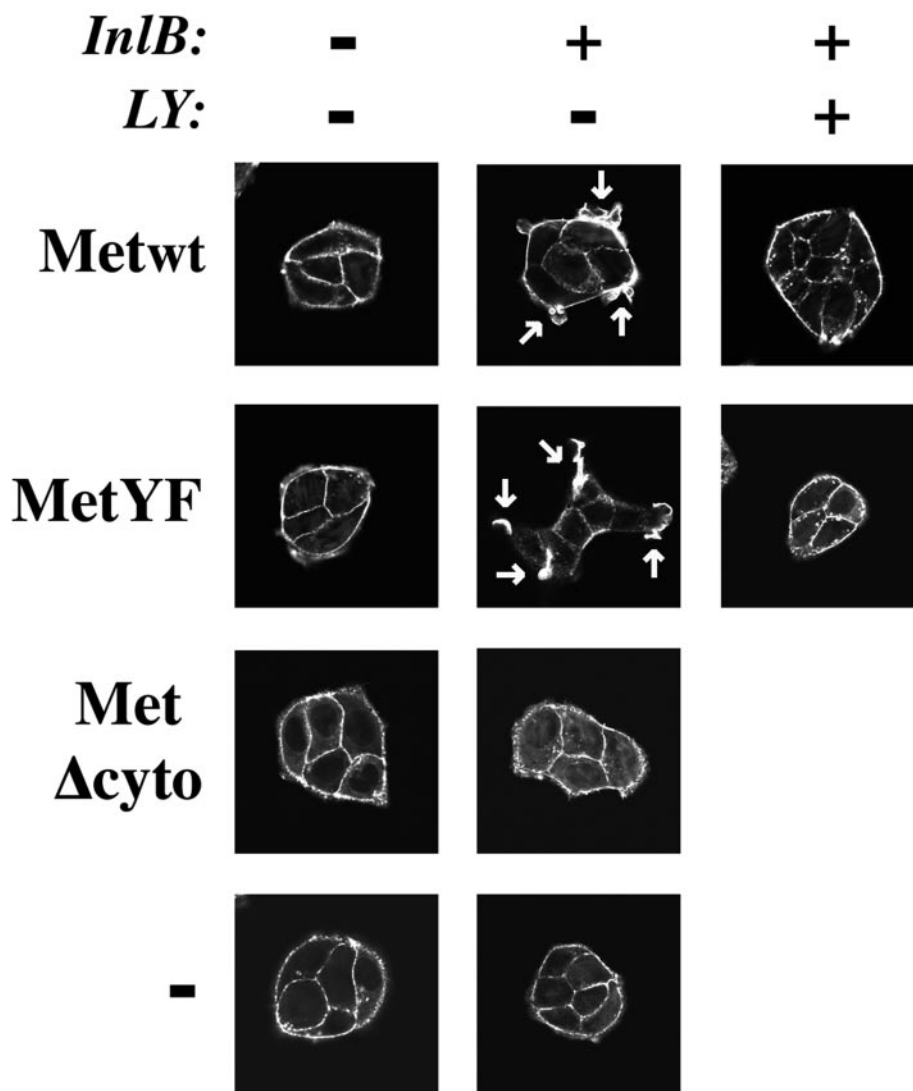 InlB: - + +
LY: - - +
Metwt
MetYF
Met
Δcyto
-